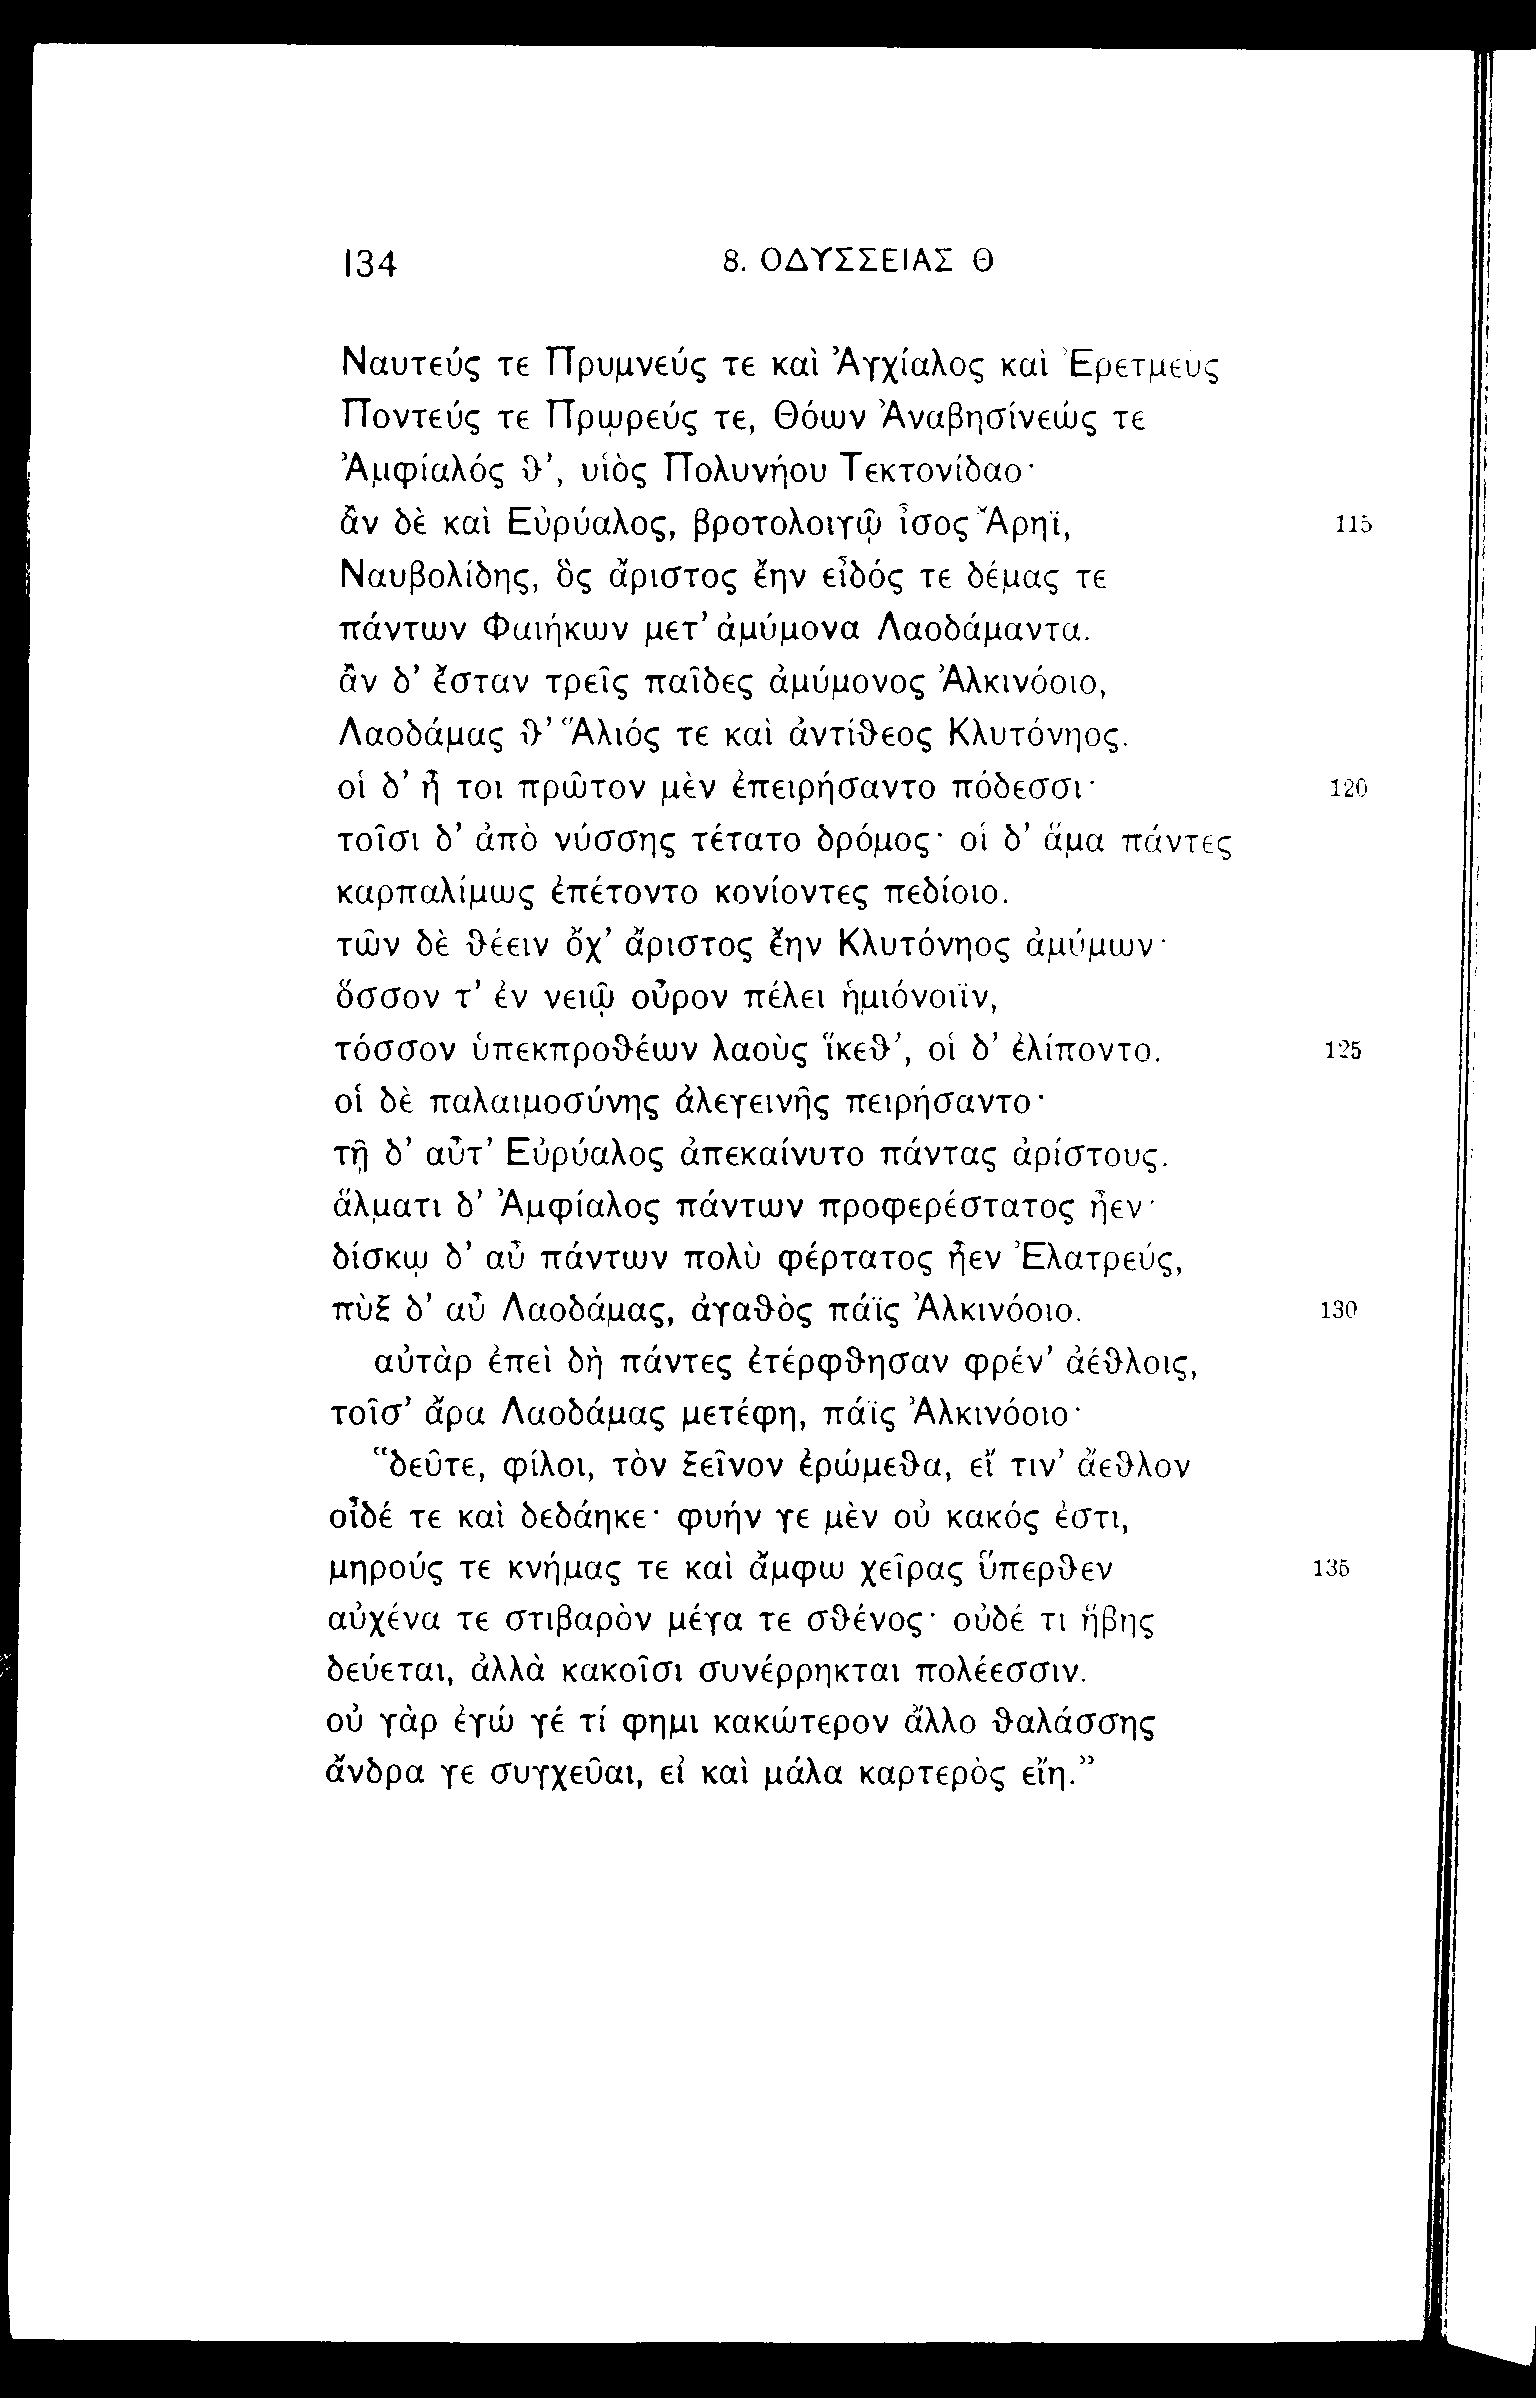 134 8. ΟΔΥΣΣΕΙΑΣ Θ
Ναυτεύς τε Πρυμνεύς τε καὶ Ἀγχίαλος καὶ Ἐρετμεὺς
Ποντεύς τε Πρῳρεύς τε, Θόων Ἀναβησίνεώς τε
Ἀμφίαλός θ’, υἱὸς Πολυνήου Τεκτονίδαο·
ἂν δὲ καὶ Εὐρύαλος, βροτολοιγῷ ἶσος Ἄρηϊ, 115
Ναυβολίδης, ὃς ἄριστος ἔην εἶδός τε δέμας τε
πάντων Φαιήκων μετ’ ἀμύμονα Λαοδάμαντα.
ἂν δ’ ἔσταν τρεῖς παῖδες ἀμύμονος Ἀλκινόοιο,
Λαοδάμας θ’ Ἅλιός τε καὶ ἀντίθεος Κλυτόνηος.
οἱ δ’ ἦ τοι πρῶτον μὲν ἐπειρήσαντο πόδεσσι· 120
τοῖσι δ’ ἀπὸ νύσσης τέτατο δρόμος· οἱ δ’ ἅμα πάντες
καρπαλίμως ἐπέτοντο κονίοντες πεδίοιο.
τῶν δὲ θέειν ὄχ’ ἄριστος ἔην Κλυτόνηος ἀμύμων·
ὅσσον τ’ ἐν νειῷ οὖρον πέλει ἡμιόνοιϊν,
τόσσον ὑπεκπροθέων λαοὺς ἵκεθ’, οἱ δ’ ἐλίποντο. 125
οἱ δὲ παλαιμοσύνης ἀλεγεινῆς πειρήσαντο·
τῇ δ’ αὖτ’ Εὐρύαλος ἀπεκαίνυτο πάντας ἀρίστους.
ἅλματι δ’ Ἀμφίαλος πάντων προφερέστατος ἦεν·
δίσκῳ δ’ αὖ πάντων πολὺ φέρτατος ἦεν Ἐλατρεύς,
πὺξ δ’ αὖ Λαοδάμας, ἀγαθὸς πάϊς Ἀλκινόοιο. 130
αὐτὰρ ἐπεὶ δὴ πάντες ἐτέρφθησαν φρέν’ ἀέθλοις,
τοῖσ’ ἄρα Λαοδάμας μετέφη, πάϊς Ἀλκινόοιο·
“δεῦτε, φίλοι, τὸν ξεῖνον ἐρώμεθα, εἴ τιν’ ἄεθλον
οἶδέ τε καὶ δεδάηκε· φυήν γε μὲν οὐ κακός ἐστι,
μηρούς τε κνήμας τε καὶ ἄμφω χεῖρας ὕπερθεν 135
αὐχένα τε στιβαρὸν μέγα τε σθένος· οὐδέ τι ἥβης
δεύεται, ἀλλὰ κακοῖσι συνέρρηκται πολέεσσιν.
οὐ γὰρ ἐγώ γέ τί φημι κακώτερον ἄλλο θαλάσσης
ἄνδρα γε συγχεῦαι, εἰ καὶ μάλα καρτερὸς εἴη.”